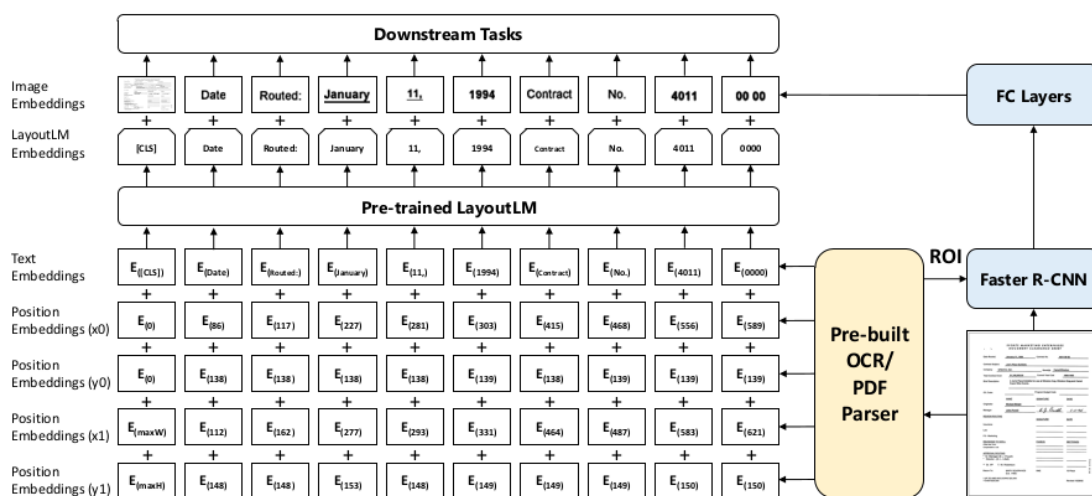 Downstream Tasks
Image Embeddings
Date Routed: January 11, 1994 Contract No. 4011 00 00
FC Layers
LayoutLM Embeddings
[CLS] Date Routed: January 11, 1994 Contract No. 4011 0000
Pre-trained LayoutLM
Text Embeddings
E([CLS]) E(Date) E(Routed:) E(January) E(11,) E(1994) E(Contract) E(No.) E(4011) E(0000)
ROI
Faster R-CNN
Position Embeddings (x0)
E(0) E(86) E(117) E(227) E(281) E(303) E(415) E(468) E(556) E(589)
Pre-built OCR/ PDF Parser
Position Embeddings (y0)
E(0) E(138) E(138) E(138) E(138) E(139) E(138) E(139) E(139) E(139)
Position Embeddings (x1)
E(maxW) E(112) E(162) E(277) E(293) E(331) E(464) E(487) E(583) E(621)
Position Embeddings (y1)
E(maxH) E(148) E(148) E(153) E(148) E(149) E(149) E(149) E(150) E(150)